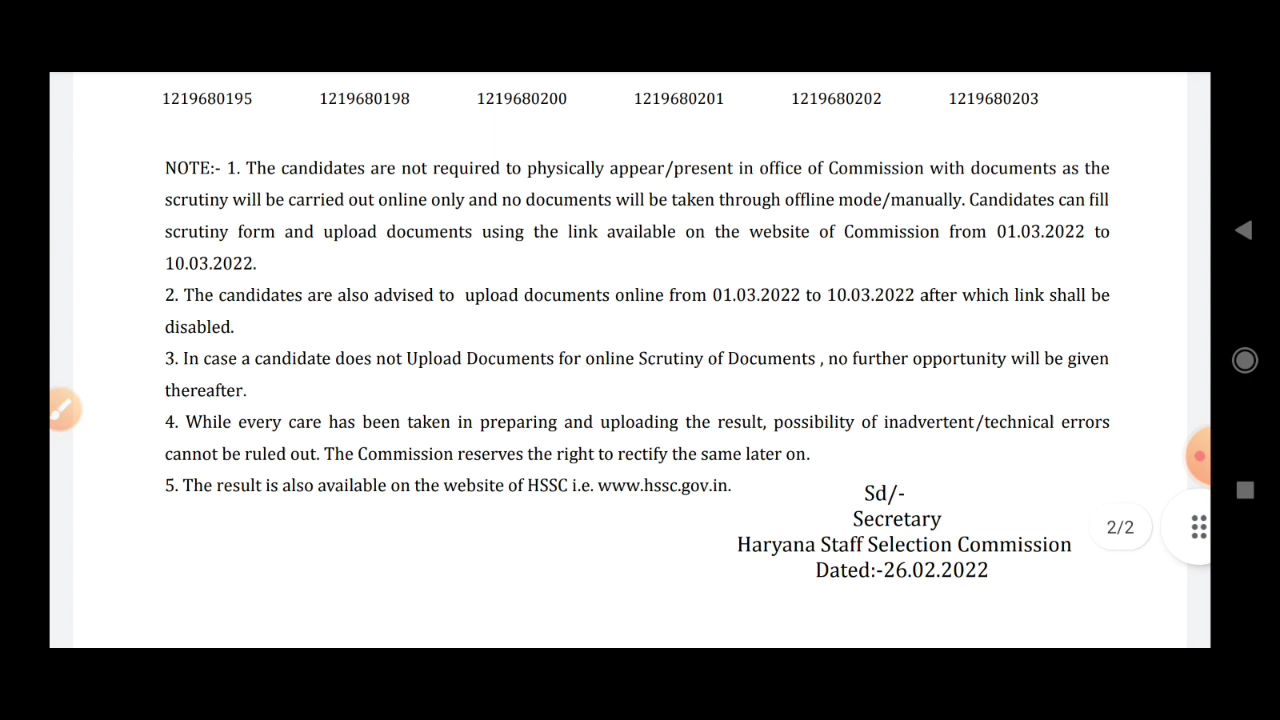 1219680195 1219680198 1219680200 1219680201 1219680202 1219680203
NOTE:- 1. The candidates are not required to physically appear/present in office of Commission with documents as the
scrutiny will be carried out online only and no documents will be taken through offline mode/manually. Candidates can fill
scrutiny form and upload documents using the link available on the website of Commission from 01.03.2022 to
10.03.2022.
2. The candidates are also advised to upload documents online from 01.03.2022 to 10.03.2022 after which link shall be
disabled.
3. In case a candidate does not Upload Documents for online Scrutiny of Documents , no further opportunity will be given
thereafter.
4. While every care has been taken in preparing and uploading the result, possibility of inadvertent/technical errors
cannot be ruled out. The Commission reserves the right to rectify the same later on.
5. The result is also available on the website of HSSC i.e. www.hssc.gov.in.
Sd/-
Secretary
2/2
Haryana Staff Selection Commission
Dated:-26.02.2022